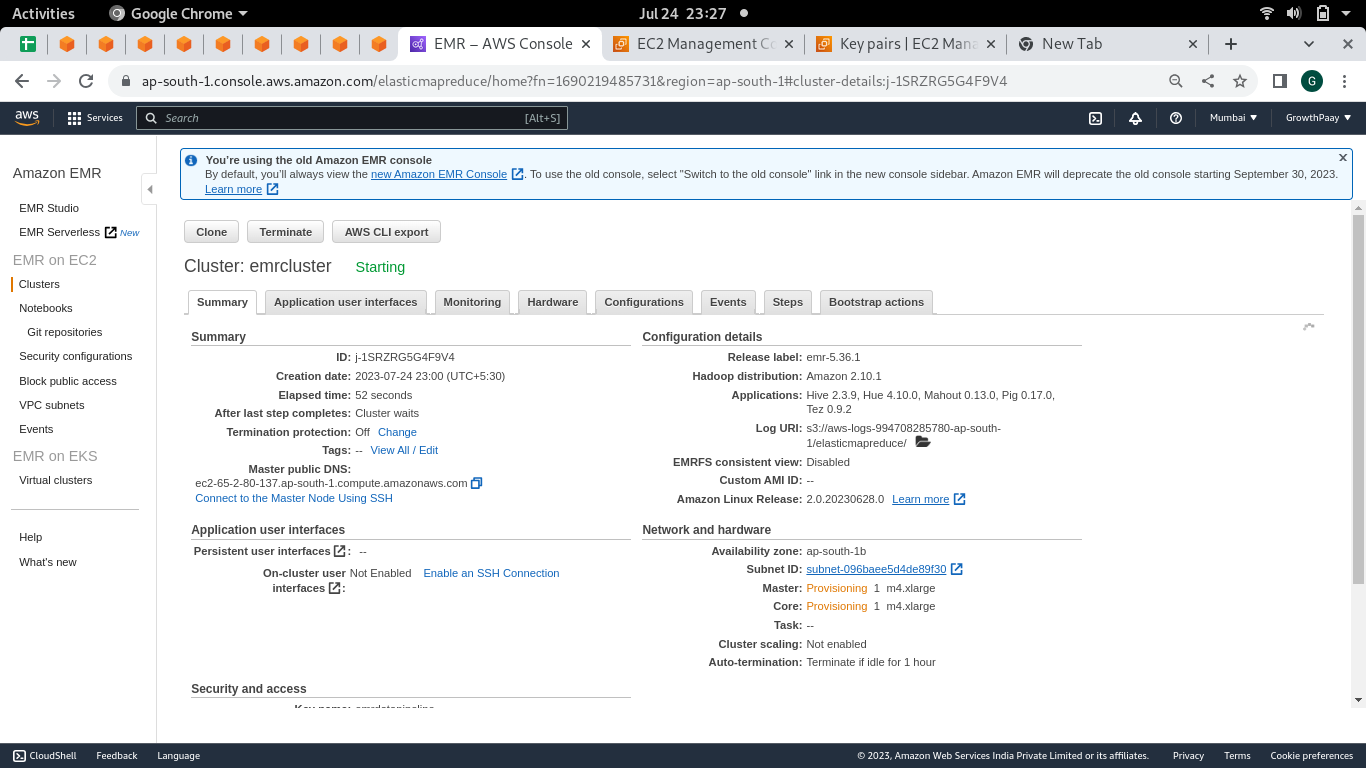 Activities
Google Chrome
Jul 24 23:27
EMR – AWS Console
EC2 Management Co
Key pairs | EC2 Mana
New Tab
ap-south-1.console.aws.amazon.com/elasticmapreduce/home?fn=1690219485731&region=ap-south-1#cluster-details:j-1SRZRG5G4F9V4
G
aws
Services
Search
[Alt+S]
Mumbai
GrowthPaay
Amazon EMR
EMR Studio
EMR Serverless New
EMR on EC2
Clusters
Notebooks
Git repositories
Security configurations
Block public access
VPC subnets
Events
EMR on EKS
Virtual clusters
Help
What's new
You're using the old Amazon EMR console
By default, you'll always view the new Amazon EMR Console . To use the old console, select "Switch to the old console" link in the new console sidebar. Amazon EMR will deprecate the old console starting September 30, 2023.
Learn more
Clone
Terminate
AWS CLI export
Cluster: emrcluster Starting
Summary
Application user interfaces
Monitoring
Hardware
Configurations
Events
Steps
Bootstrap actions
Summary
ID: j-1SRZRG5G4F9V4
Creation date: 2023-07-24 23:00 (UTC+5:30)
Elapsed time: 52 seconds
After last step completes: Cluster waits
Termination protection: Off Change
Tags: -- View All / Edit
Master public DNS:
ec2-65-2-80-137.ap-south-1.compute.amazonaws.com
Connect to the Master Node Using SSH
Configuration details
Release label: emr-5.36.1
Hadoop distribution: Amazon 2.10.1
Applications: Hive 2.3.9, Hue 4.10.0, Mahout 0.13.0, Pig 0.17.0,
Tez 0.9.2
Log URI: s3://aws-logs-994708285780-ap-south-
1/elasticmapreduce/
EMRFS consistent view: Disabled
Custom AMI ID: --
Amazon Linux Release: 2.0.20230628.0 Learn more
Application user interfaces
Persistent user interfaces : --
On-cluster user Not Enabled Enable an SSH Connection
interfaces :
Network and hardware
Availability zone: ap-south-1b
Subnet ID: subnet-096baee5d4de89f30
Master: Provisioning 1 m4.xlarge
Core: Provisioning 1 m4.xlarge
Task: --
Cluster scaling: Not enabled
Auto-termination: Terminate if idle for 1 hour
Security and access
Key name: emrdatapipeline
CloudShell
Feedback
Language
© 2023, Amazon Web Services India Private Limited or its affiliates.
Privacy
Terms
Cookie preferences